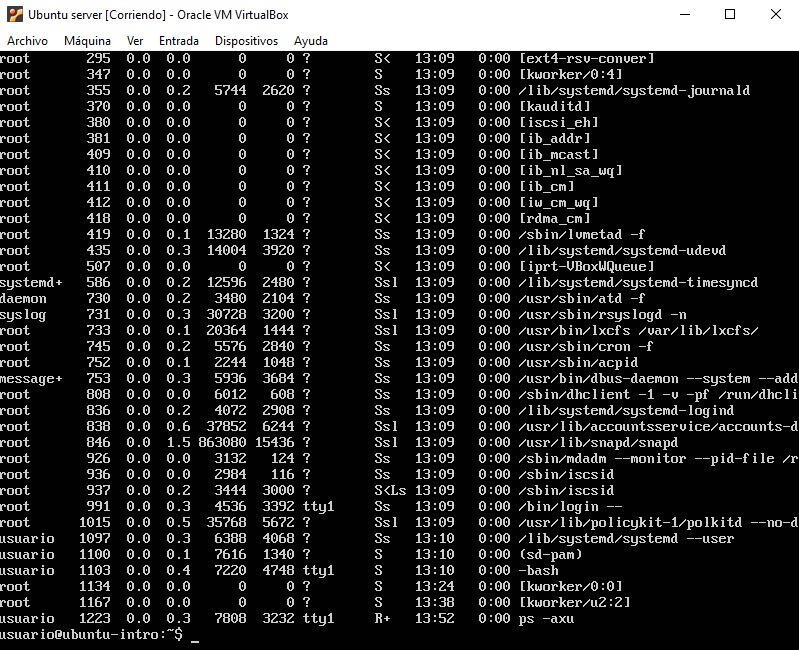 Ubuntu server [Corriendo] - Oracle VM VirtualBox
Archivo Máquina Ver Entrada Dispositivos Ayuda
root 295 0.0 0.0 0 0 ? S< 13:09 0:00 [ext4-rsv-conver]
root 347 0.0 0.0 0 0 ? S 13:09 0:00 [kworker/0:4]
root 355 0.0 0.2 5744 2620 ? Ss 13:09 0:00 /lib/systemd/systemd-journald
root 370 0.0 0.0 0 0 ? S 13:09 0:00 [kauditd]
root 380 0.0 0.0 0 0 ? S< 13:09 0:00 [iscsi_eh]
root 381 0.0 0.0 0 0 ? S< 13:09 0:00 [ib_addr]
root 409 0.0 0.0 0 0 ? S< 13:09 0:00 [ib_mcast]
root 410 0.0 0.0 0 0 ? S< 13:09 0:00 [ib_nl_sa_wq]
root 411 0.0 0.0 0 0 ? S< 13:09 0:00 [ib_cm]
root 412 0.0 0.0 0 0 ? S< 13:09 0:00 [iw_cm_wq]
root 418 0.0 0.0 0 0 ? S< 13:09 0:00 [rdma_cm]
root 419 0.0 0.1 13280 1324 ? Ss 13:09 0:00 /sbin/lvmetad -f
root 435 0.0 0.3 14004 3920 ? Ss 13:09 0:00 /lib/systemd/systemd-udevd
root 507 0.0 0.0 0 0 ? S< 13:09 0:00 [iprt-VBoxWQueue]
systemd+ 586 0.0 0.2 12596 2480 ? Ssl 13:09 0:00 /lib/systemd/systemd-timesyncd
daemon 730 0.0 0.2 3480 2104 ? Ss 13:09 0:00 /usr/sbin/atd -f
syslog 731 0.0 0.3 30728 3200 ? Ssl 13:09 0:00 /usr/sbin/rsyslogd -n
root 733 0.0 0.1 20364 1444 ? Ssl 13:09 0:00 /usr/bin/lxcfs /var/lib/lxcfs/
root 745 0.0 0.2 5576 2840 ? Ss 13:09 0:00 /usr/sbin/cron -f
root 752 0.0 0.1 2244 1048 ? Ss 13:09 0:00 /usr/sbin/acpid
message+ 753 0.0 0.3 5936 3684 ? Ss 13:09 0:00 /usr/bin/dbus-daemon --system --add
root 808 0.0 0.0 6012 608 ? Ss 13:09 0:00 /sbin/dhclient -1 -v -pf /run/dhcli
root 836 0.0 0.2 4072 2908 ? Ss 13:09 0:00 /lib/systemd/systemd-logind
root 838 0.0 0.6 37852 6244 ? Ssl 13:09 0:00 /usr/lib/accountsservice/accounts-d
root 846 0.0 1.5 863080 15436 ? Ssl 13:09 0:00 /usr/lib/snapd/snapd
root 926 0.0 0.0 3132 124 ? Ss 13:09 0:00 /sbin/mdadm --monitor --pid-file /r
root 936 0.0 0.0 2984 116 ? Ss 13:09 0:00 /sbin/iscsid
root 937 0.0 0.2 3444 3000 ? S<Ls 13:09 0:00 /sbin/iscsid
root 991 0.0 0.3 4536 3392 tty1 Ss 13:09 0:00 /bin/login --
root 1015 0.0 0.5 35768 5672 ? Ssl 13:09 0:00 /usr/lib/policykit-1/polkitd --no-d
usuario 1097 0.0 0.3 6388 4068 ? Ss 13:10 0:00 /lib/systemd/systemd --user
usuario 1100 0.0 0.1 7616 1340 ? S 13:10 0:00 (sd-pam)
usuario 1103 0.0 0.4 7220 4748 tty1 S 13:10 0:00 -bash
root 1134 0.0 0.0 0 0 ? S 13:24 0:00 [kworker/0:0]
root 1167 0.0 0.0 0 0 ? S 13:38 0:00 [kworker/u2:2]
usuario 1223 0.0 0.3 7808 3232 tty1 R+ 13:52 0:00 ps -axu
usuario@ubuntu-intro:~$ _